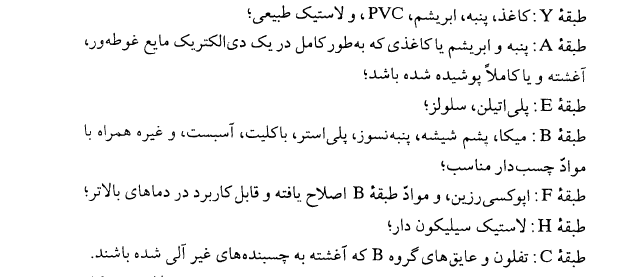 طبقهٔ Y: کاغذ، پنبه، ابریشم، PVC، و لاستیک طبیعی؛
طبقهٔ A: پنبه و ابریشم یا کاغذی که به‌طور کامل در یک دی‌الکتریک مایع غوطه‌ور،
آغشته و یا کاملاً پوشیده شده باشد؛
طبقهٔ E: پلی‌اتیلن، سلولز؛
طبقهٔ B: میکا، پشم شیشه، پنبه‌نسوز، پلی‌استر، باکلیت، آسبست، و غیره همراه با
موادّ چسب‌دار مناسب؛
طبقهٔ F: اپوکسی‌رزین، و موادّ طبقهٔ B اصلاح یافته و قابل کاربرد در دماهای بالاتر؛
طبقهٔ H: لاستیک سیلیکون دار؛
طبقهٔ C: تفلون و عایق‌های گروه B که آغشته به چسبنده‌های غیر آلی شده باشند.